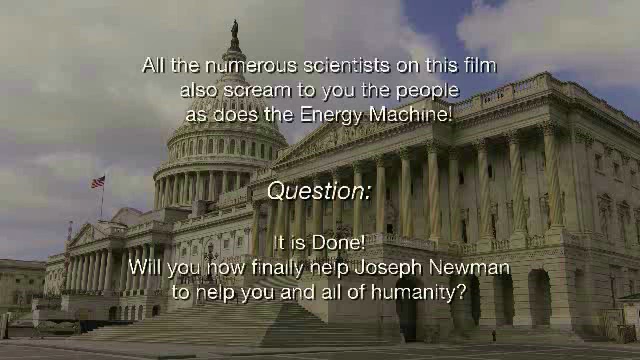 All the numerous scientists on this film
also scream to you the people
as does the Energy Machine!
Question:
It is Done!
Will you now finally help Joseph Newman
to help you and all of humanity?